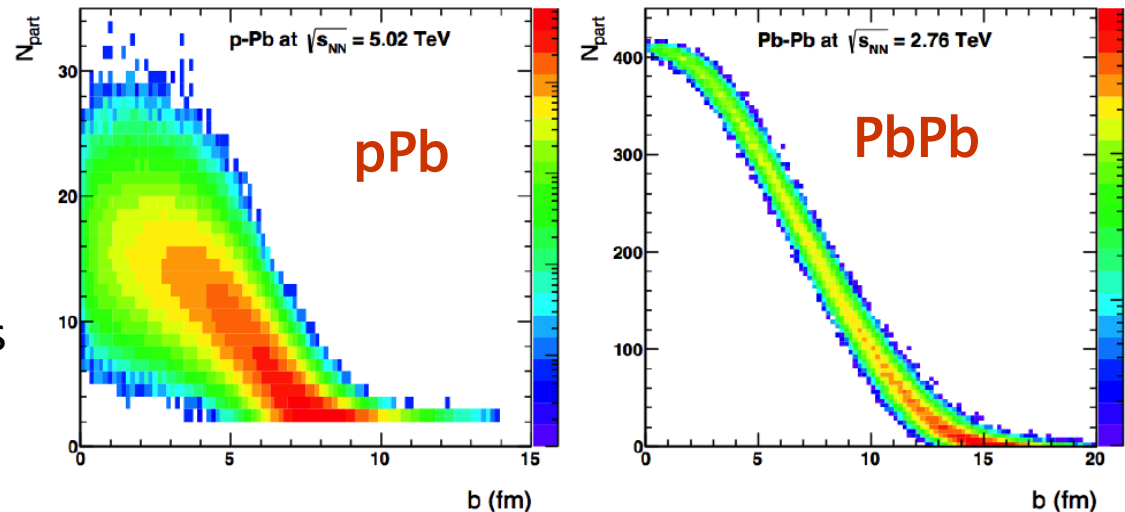 s
N_part
p-Pb at √s_NN = 5.02 TeV
pPb
30
20
10
0
0
5
10
15
b (fm)
N_part
Pb-Pb at √s_NN = 2.76 TeV
PbPb
400
300
200
100
0
0
5
10
15
20
b (fm)